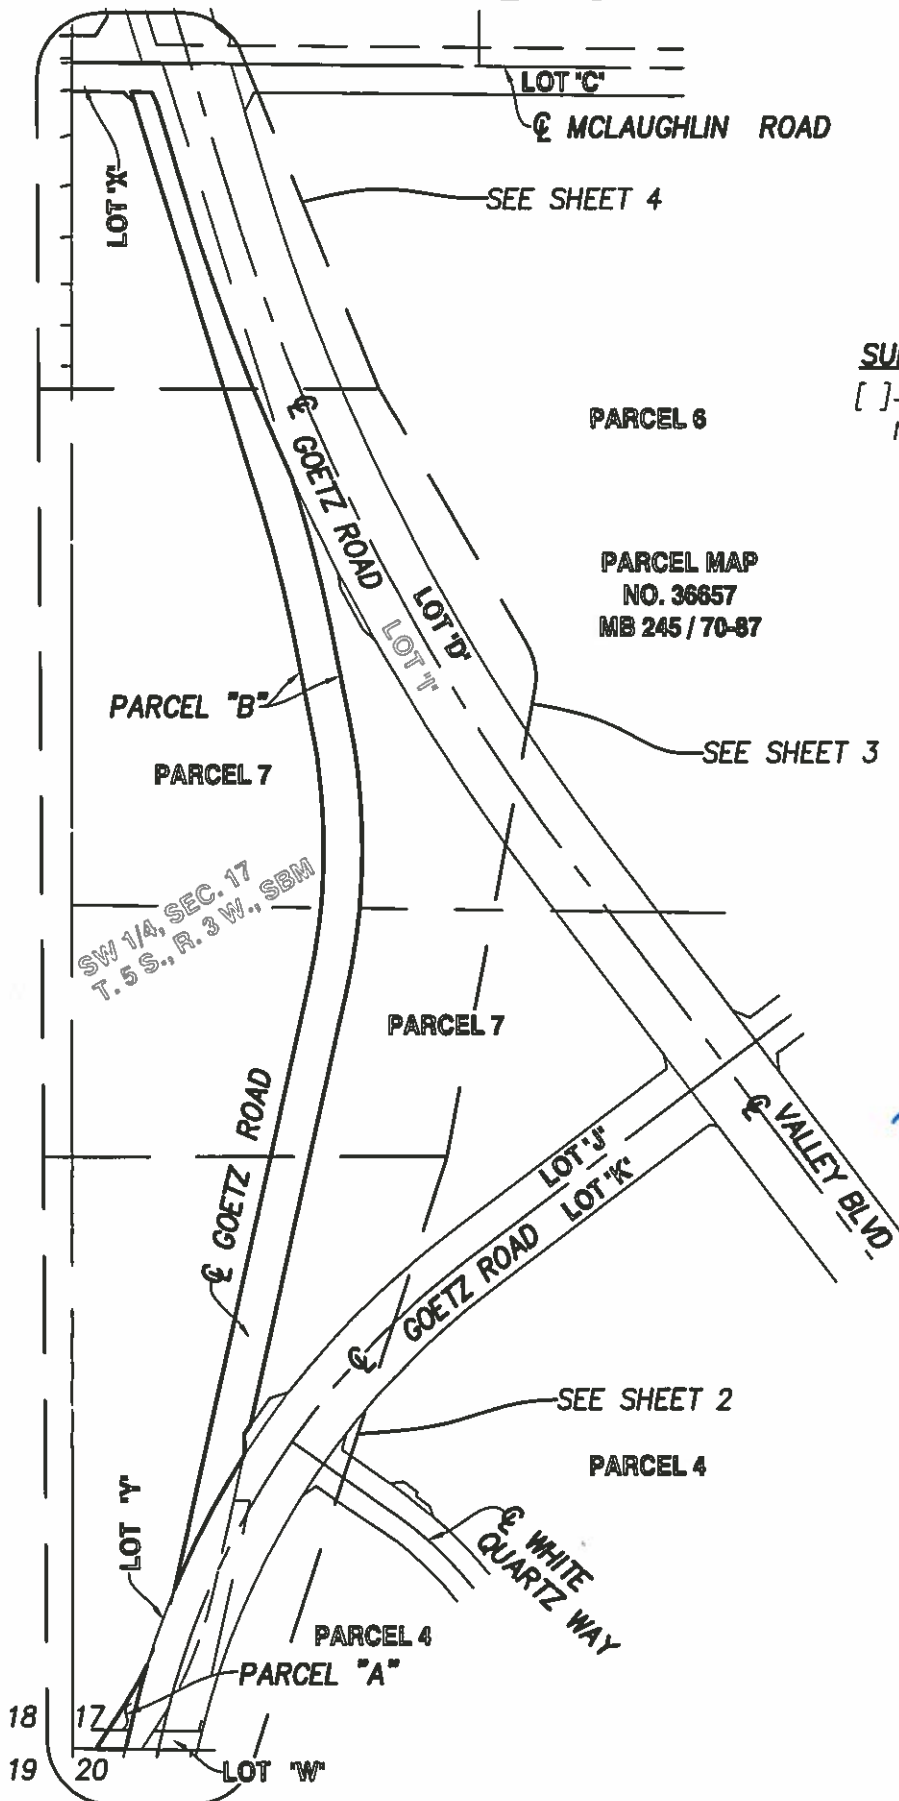 LOT "C"
℄ MCLAUGHLIN ROAD
LOT "X"
SEE SHEET 4
[ ]-
PARCEL 6
℄ GOETZ ROAD
LOT "D"
LOT "I"
PARCEL MAP
NO. 36657
MB 245 / 70-87
PARCEL "B"
SEE SHEET 3
PARCEL 7
SW 1/4, SEC. 17
T. 5 S., R. 3 W., SBM
PARCEL 7
℄ GOETZ ROAD
LOT "J"
LOT "K"
℄ VALLEY BLVD
℄ GOETZ ROAD
SEE SHEET 2
PARCEL 4
LOT "Y"
℄ WHITE
QUARTZ WAY
PARCEL 4
PARCEL "A"
18 17
19 20
LOT "W"